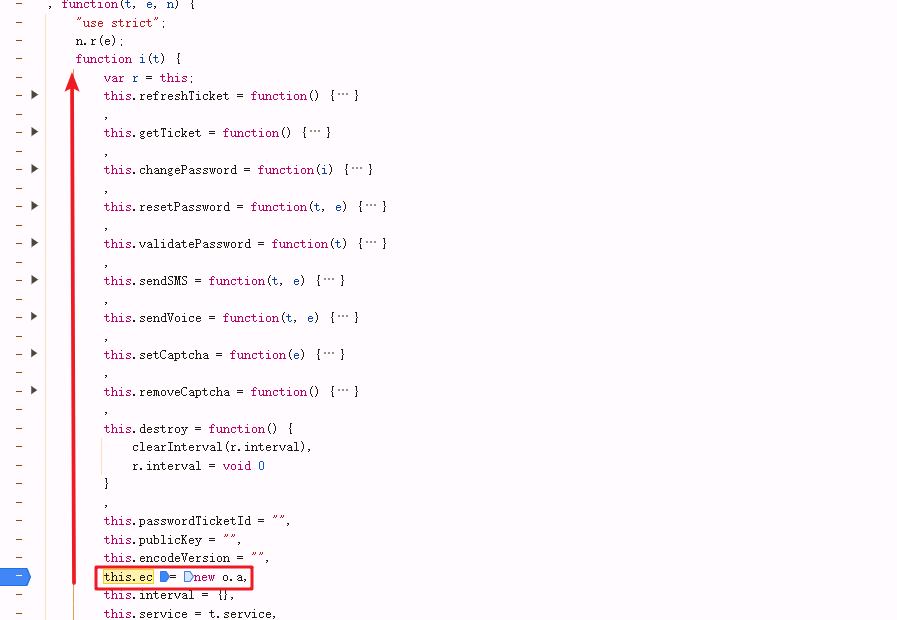 , function(t, e, n) {
"use strict";
n.r(e);
function i(t) {
var r = this;
this.refreshTicket = function() {…}
,
this.getTicket = function() {…}
,
this.changePassword = function(i) {…}
,
this.resetPassword = function(t, e) {…}
,
this.validatePassword = function(t) {…}
,
this.sendSMS = function(t, e) {…}
,
this.sendVoice = function(t, e) {…}
,
this.setCaptcha = function(e) {…}
,
this.removeCaptcha = function() {…}
,
this.destroy = function() {
clearInterval(r.interval),
r.interval = void 0
}
,
this.passwordTicketId = "",
this.publicKey = "",
this.encodeVersion = "",
this.ec = new o.a,
this.interval = {},
this.service = t.service,